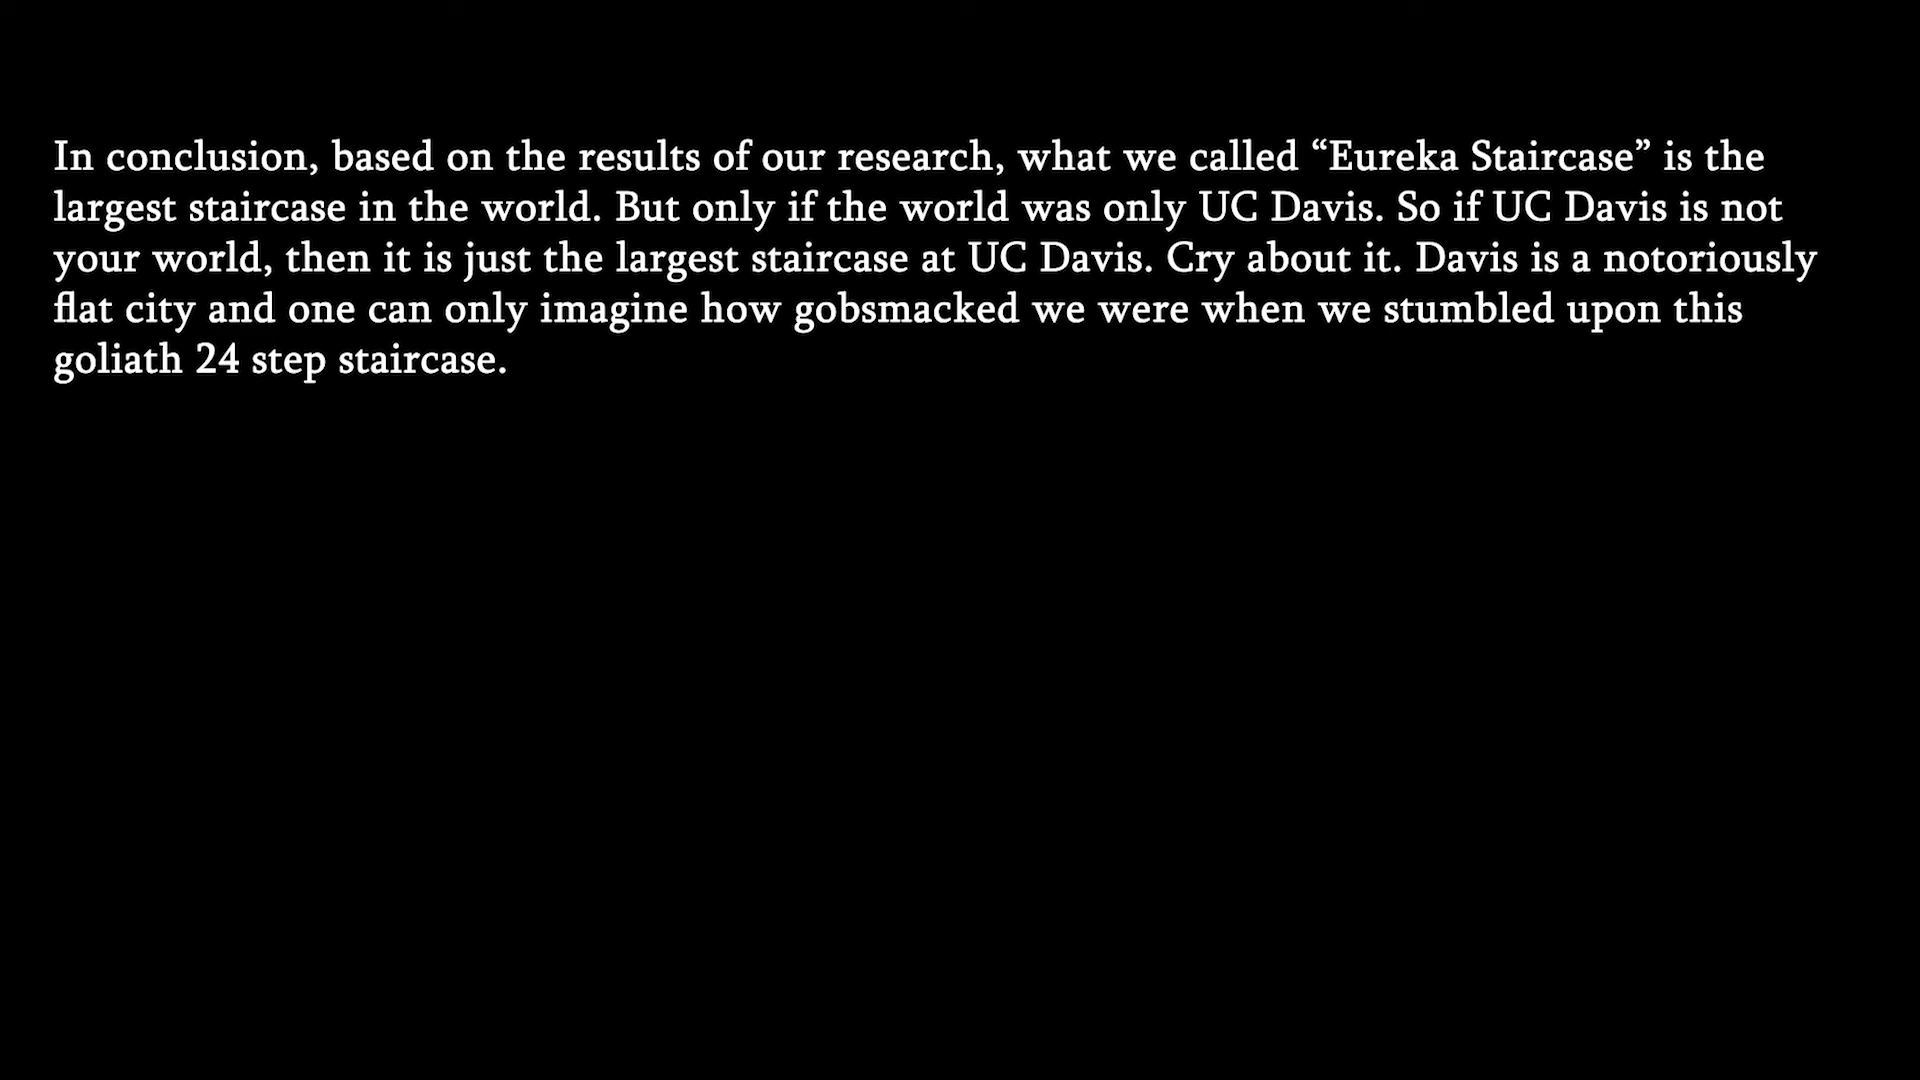 In conclusion, based on the results of our research, what we called “Eureka Staircase” is the
largest staircase in the world. But only if the world was only UC Davis. So if UC Davis is not
your world, then it is just the largest staircase at UC Davis. Cry about it. Davis is a notoriously
flat city and one can only imagine how gobsmacked we were when we stumbled upon this
goliath 24 step staircase.